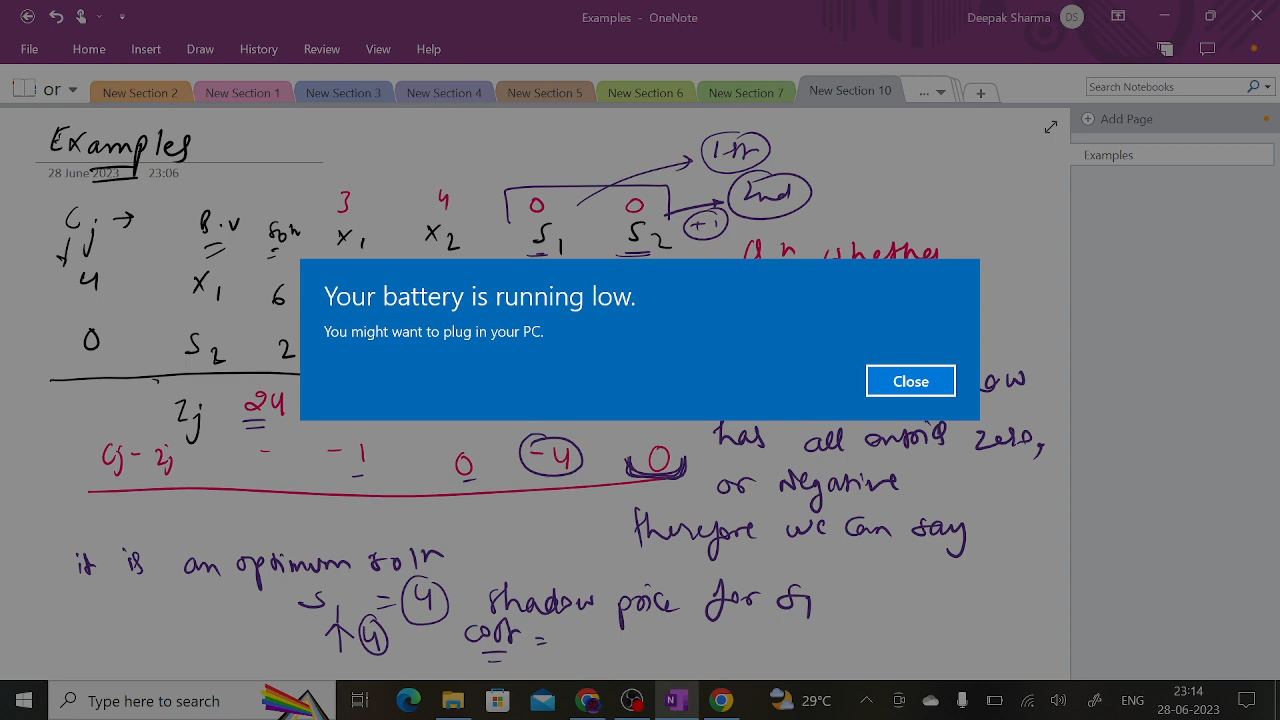 Examples - OneNote
Deepak Sharma
DS
File Home Insert Draw History Review View Help
or
New Section 2
New Section 1
New Section 3
New Section 4
New Section 5
New Section 6
New Section 7
New Section 10
...
Search Notebooks
Add Page
Examples
Examples
28 June 2023 23:06
2nd
3 4 0 0
+1
Cj → B.V Soln X1 X2 S1 S2
whether
4 X1 6
0 S2 2
Your battery is running low.
You might want to plug in your PC.
Close
Zj 24
has all zero,
Cj - Zj - -1 0 -4 0
or Negative
therefore we can say
it is an optimum soln
S1 = 4 shadow price for S1
↑ 4 cost =
Type here to search
29°C
ENG
23:14
28-06-2023